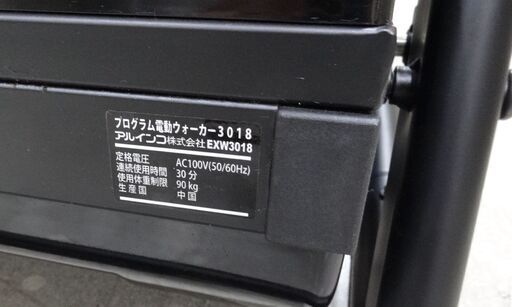 プログラム電動ウォーカー3018
アルインコ株式会社 EXW3018
定格電圧 AC100V(50/60Hz)
連続使用時間 30分
使用体重制限 90kg
生産国 中国